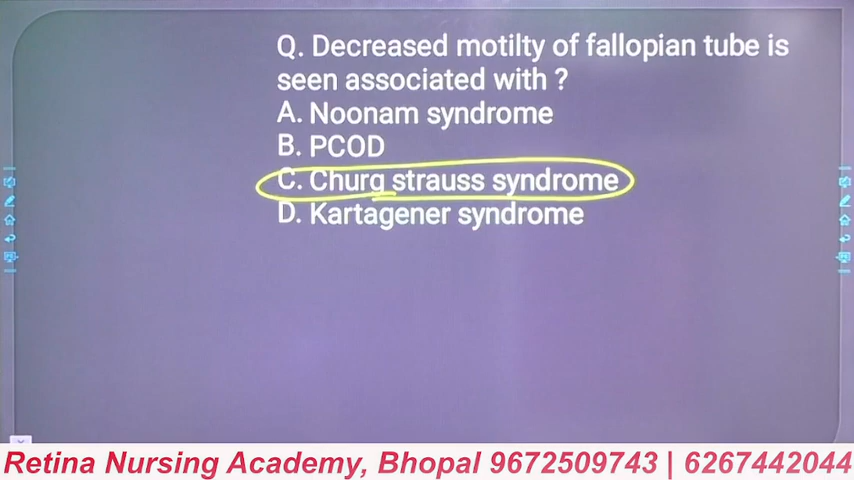 Q. Decreased motilty of fallopian tube is
seen associated with ?
A. Noonam syndrome
B. PCOD
C. Churg strauss syndrome
D. Kartagener syndrome
Retina Nursing Academy, Bhopal 9672509743 | 6267442044